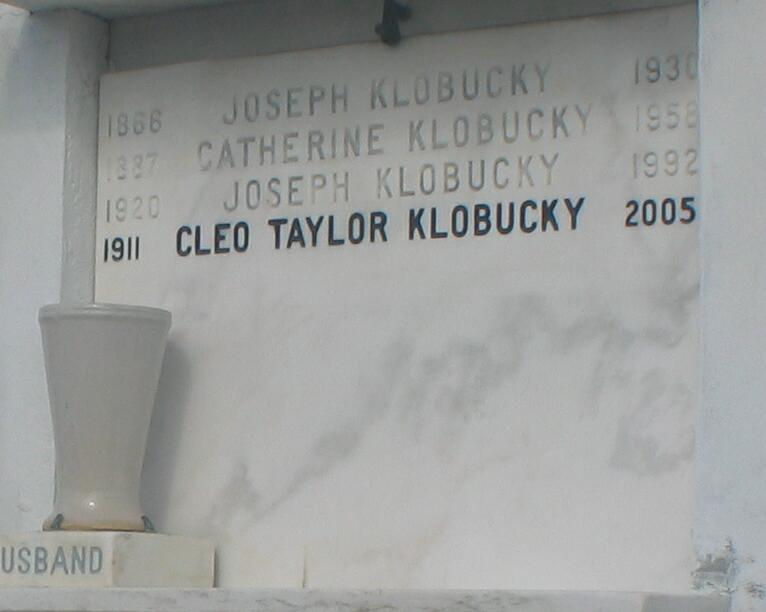 1866 JOSEPH KLOBUCKY 1930
1887 CATHERINE KLOBUCKY 1958
1920 JOSEPH KLOBUCKY 1992
1911 CLEO TAYLOR KLOBUCKY 2005
USBAND